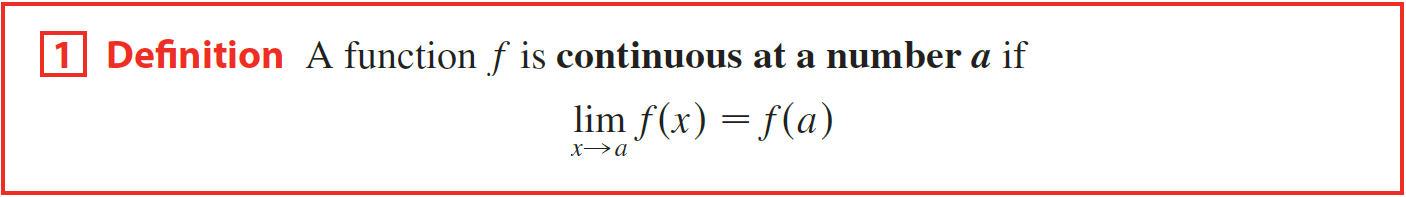 1 Definition A function f is continuous at a number a if
lim f(x) = f(a)
x→a